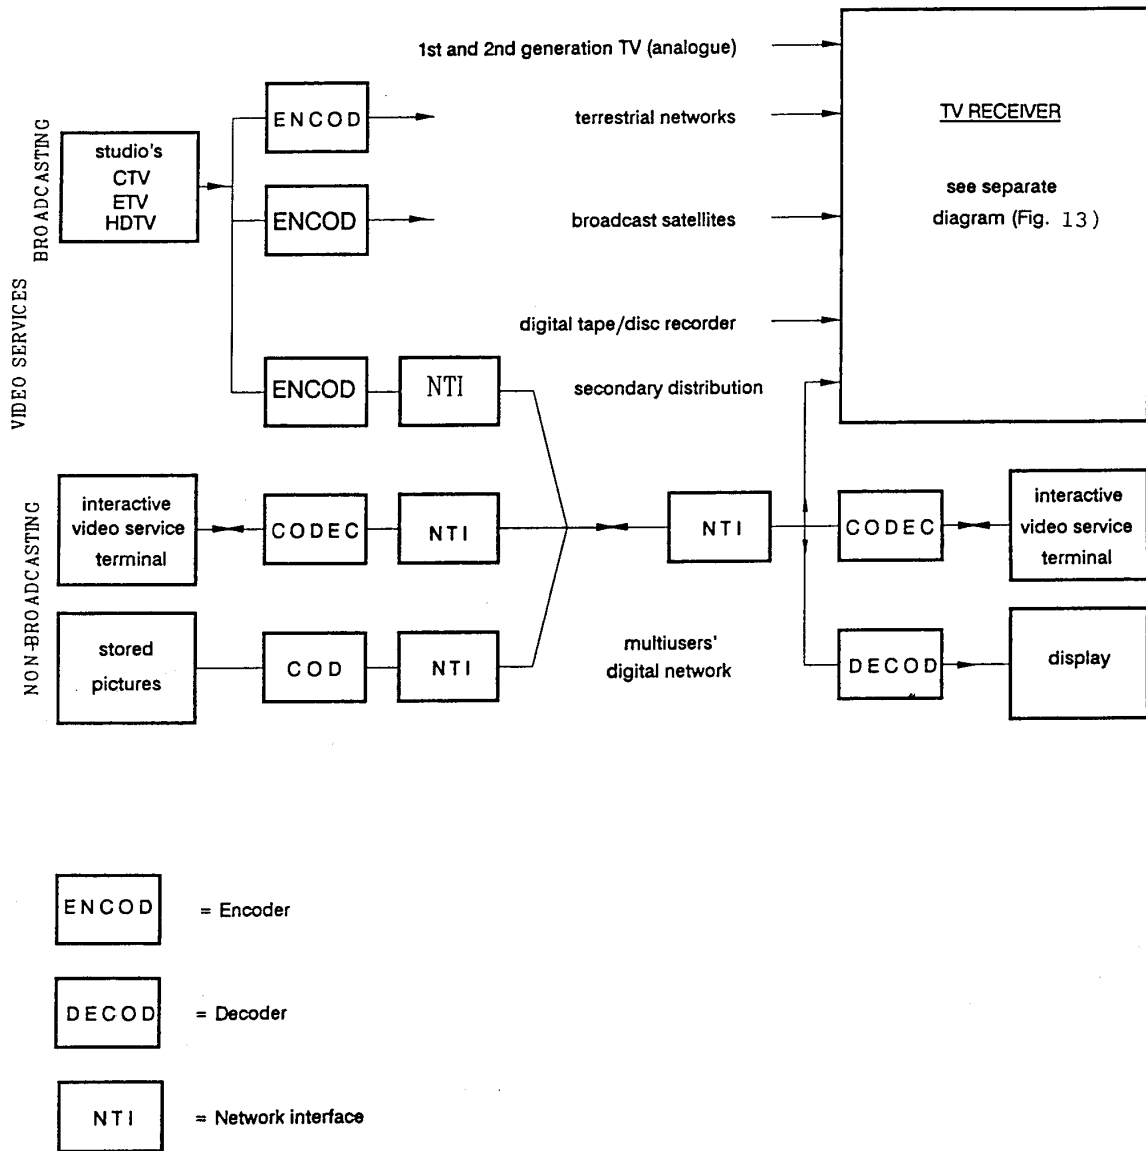 1st and 2nd generation TV (analogue)
BROADCASTING
ENCOD
terrestrial networks
TV RECEIVER
studio's
CTV
ETV
HDTV
see separate
diagram (Fig. 13)
ENCOD
broadcast satellites
VIDEO SERVICES
digital tape/disc recorder
ENCOD
NTI
secondary distribution
NON-BROADCASTING
interactive
video service
terminal
CODEC
NTI
NTI
CODEC
interactive
video service
terminal
stored
pictures
COD
NTI
multiusers'
digital network
DECOD
display
ENCOD = Encoder
DECOD = Decoder
NTI = Network interface